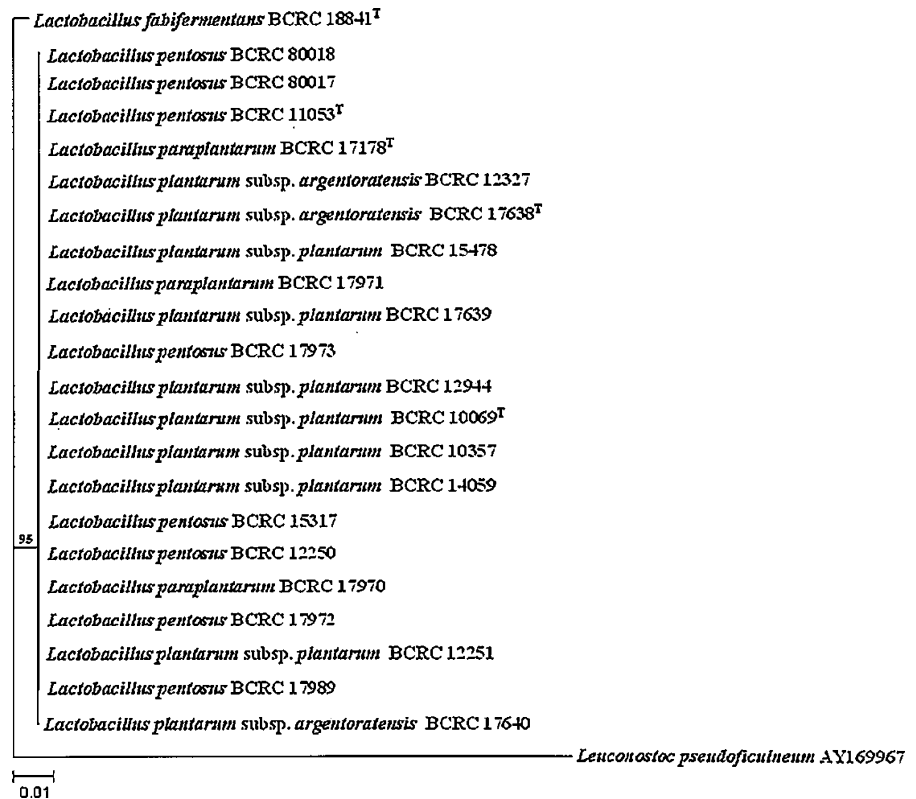 Lactobacillus fabifermentans BCRC 18841T
Lactobacillus pentosus BCRC 80018
Lactobacillus pentosus BCRC 80017
Lactobacillus pentosus BCRC 11053T
Lactobacillus paraplantarum BCRC 17178T
Lactobacillus plantarum subsp. argentoratensis BCRC 12327
Lactobacillus plantarum subsp. argentoratensis BCRC 17638T
Lactobacillus plantarum subsp. plantarum BCRC 15478
Lactobacillus paraplantarum BCRC 17971
Lactobacillus plantarum subsp. plantarum BCRC 17639
Lactobacillus pentosus BCRC 17973
Lactobacillus plantarum subsp. plantarum BCRC 12944
Lactobacillus plantarum subsp. plantarum BCRC 10069T
Lactobacillus plantarum subsp. plantarum BCRC 10357
Lactobacillus plantarum subsp. plantarum BCRC 14059
Lactobacillus pentosus BCRC 15317
95
Lactobacillus pentosus BCRC 12250
Lactobacillus paraplantarum BCRC 17970
Lactobacillus pentosus BCRC 17972
Lactobacillus plantarum subsp. plantarum BCRC 12251
Lactobacillus pentosus BCRC 17989
Lactobacillus plantarum subsp. argentoratensis BCRC 17640
Leuconostoc pseudoficulneum AY169967
0.01